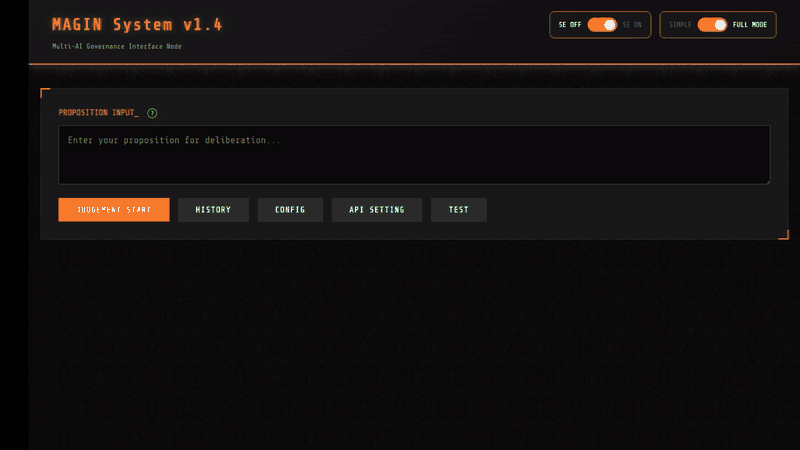 MAGIN System v1.4
Multi-AI Governance Interface Node
SE OFF SE ON
SIMPLE FULL MODE
PROPOSITION INPUT_ ?
Enter your proposition for deliberation...
JUDGEMENT START HISTORY CONFIG API SETTING TEST